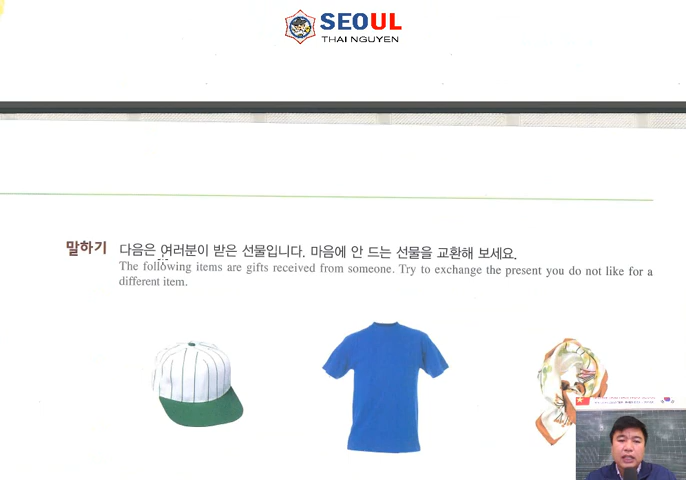 SEOUL
THAI NGUYEN
말하기 다음은 여러분이 받은 선물입니다. 마음에 안 드는 선물을 교환해 보세요.
The following items are gifts received from someone. Try to exchange the present you do not like for a
different item.